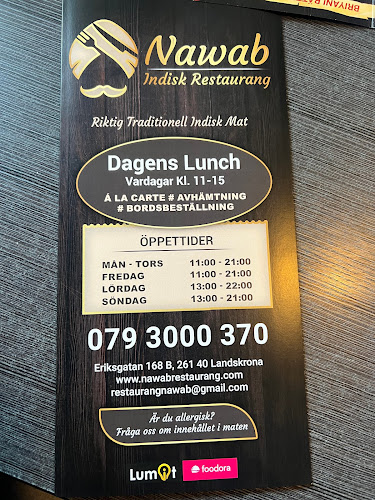 BRIYANI RÄT
Nawab
Indisk Restaurang
Riktig Traditionell Indisk Mat
Dagens Lunch
Vardagar Kl. 11-15
Á LA CARTE # AVHÄMTNING
# BORDSBESTÄLLNING
ÖPPETTIDER
MÅN - TORS 11:00 - 21:00
FREDAG 11:00 - 21:00
LÖRDAG 13:00 - 22:00
SÖNDAG 13:00 - 21:00
079 3000 370
Eriksgatan 168 B, 261 40 Landskrona
www.nawabrestaurang.com
restaurangnawab@gmail.com
Är du allergisk?
Fråga oss om innehållet i maten
Lumit foodora